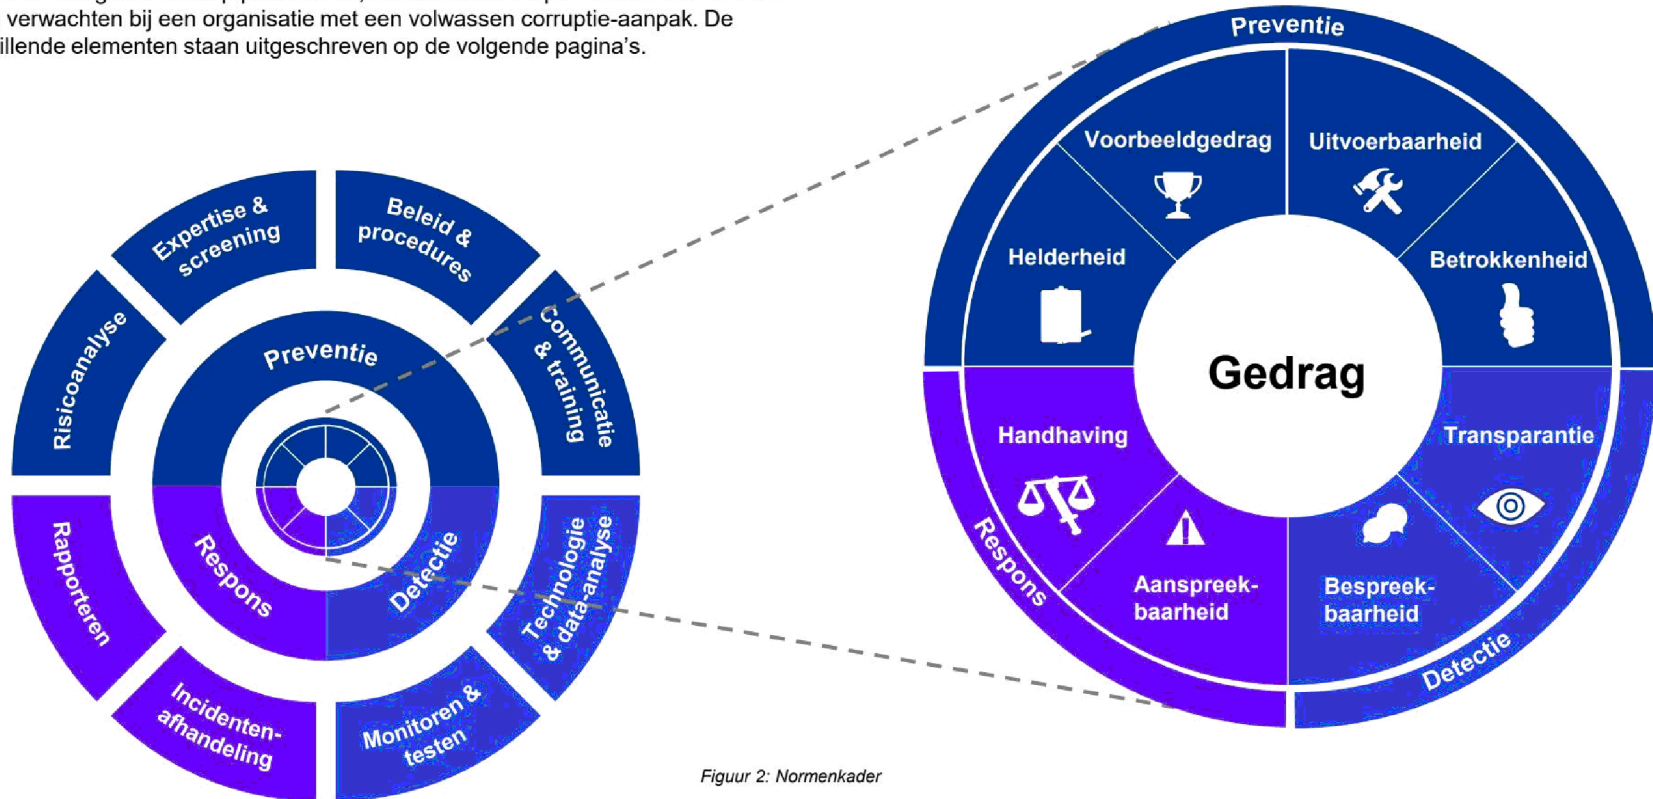 verwachten bij een organisatie met een volwassen corruptie-aanpak. De
illende elementen staan uitgeschreven op de volgende pagina's.
Expertise &
screening
Beleid &
procedures
Communicatie
& training
Technologie
& data-analyse
Monitoren &
testen
Incidenten-
afhandeling
Rapporteren
Risicoanalyse
Preventie
Detectie
Respons
Preventie
Voorbeeldgedrag
Uitvoerbaarheid
Helderheid
Betrokkenheid
Gedrag
Handhaving
Transparantie
Aanspreek-
baarheid
Bespreek-
baarheid
Respons
Detectie
Figuur 2: Normenkader